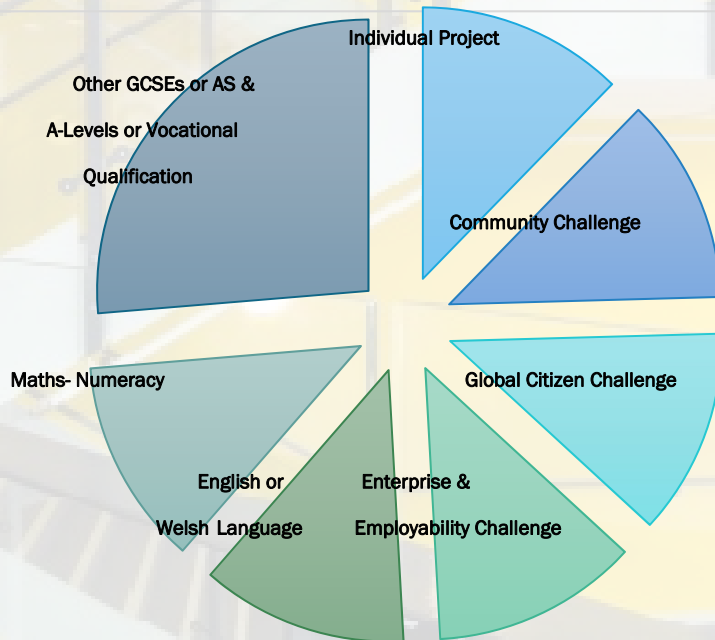 Individual Project
Other GCSEs or AS &
A-Levels or Vocational
Qualification
Community Challenge
Maths- Numeracy
Global Citizen Challenge
English or
Welsh Language
Enterprise &
Employability Challenge